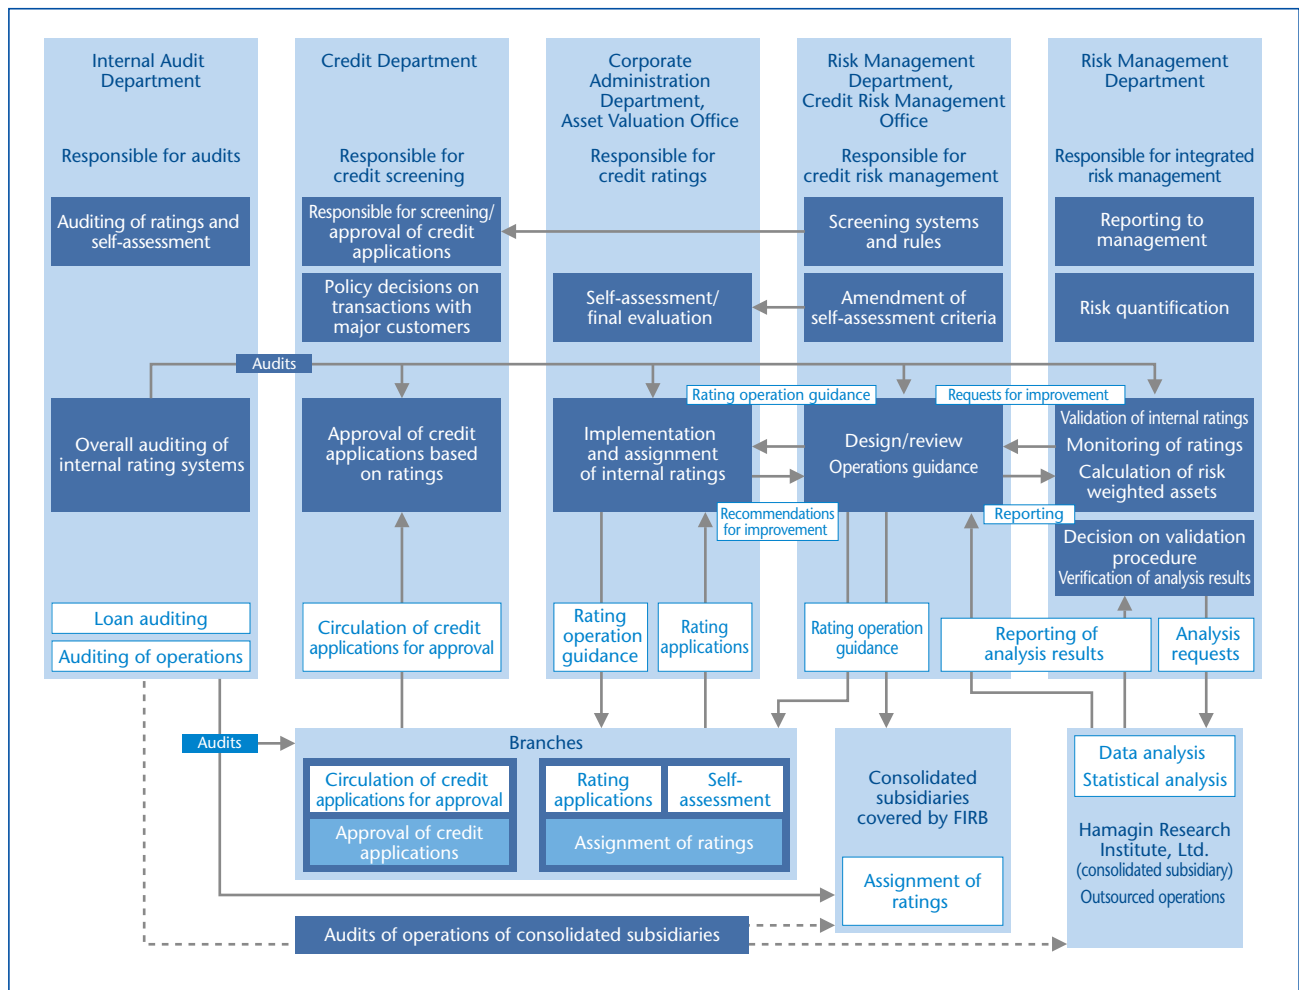 Internal Audit
Department
Responsible for audits
Auditing of ratings and
self-assessment
Credit Department
Responsible for
credit screening
Responsible for screening/
approval of credit
applications
Policy decisions on
transactions with
major customers
Corporate
Administration
Department,
Asset Valuation Office
Responsible for
credit ratings
Self-assessment/
final evaluation
Risk Management
Department,
Credit Risk Management
Office
Responsible for
credit risk management
Screening systems
and rules
Amendment of
self-assessment criteria
Risk Management
Department
Responsible for integrated
risk management
Reporting to
management
Risk quantification
Audits
Rating operation guidance
Requests for improvement
Overall auditing of
internal rating systems
Approval of credit
applications based
on ratings
Implementation
and assignment
of internal ratings
Design/review
Operations guidance
Validation of internal ratings
Monitoring of ratings
Calculation of risk
weighted assets
Recommendations
for improvement
Reporting
Decision on validation
procedure
Verification of analysis results
Loan auditing
Auditing of operations
Circulation of credit
applications for approval
Rating
operation
guidance
Rating
applications
Rating operation
guidance
Reporting of
analysis results
Analysis
requests
Audits
Branches
Circulation of credit
applications for approval
Approval of credit
applications
Rating
applications
Self-
assessment
Assignment of ratings
Consolidated
subsidiaries
covered by FIRB
Assignment of
ratings
Data analysis
Statistical analysis
Hamagin Research
Institute, Ltd.
(consolidated subsidiary)
Outsourced operations
Audits of operations of consolidated subsidiaries